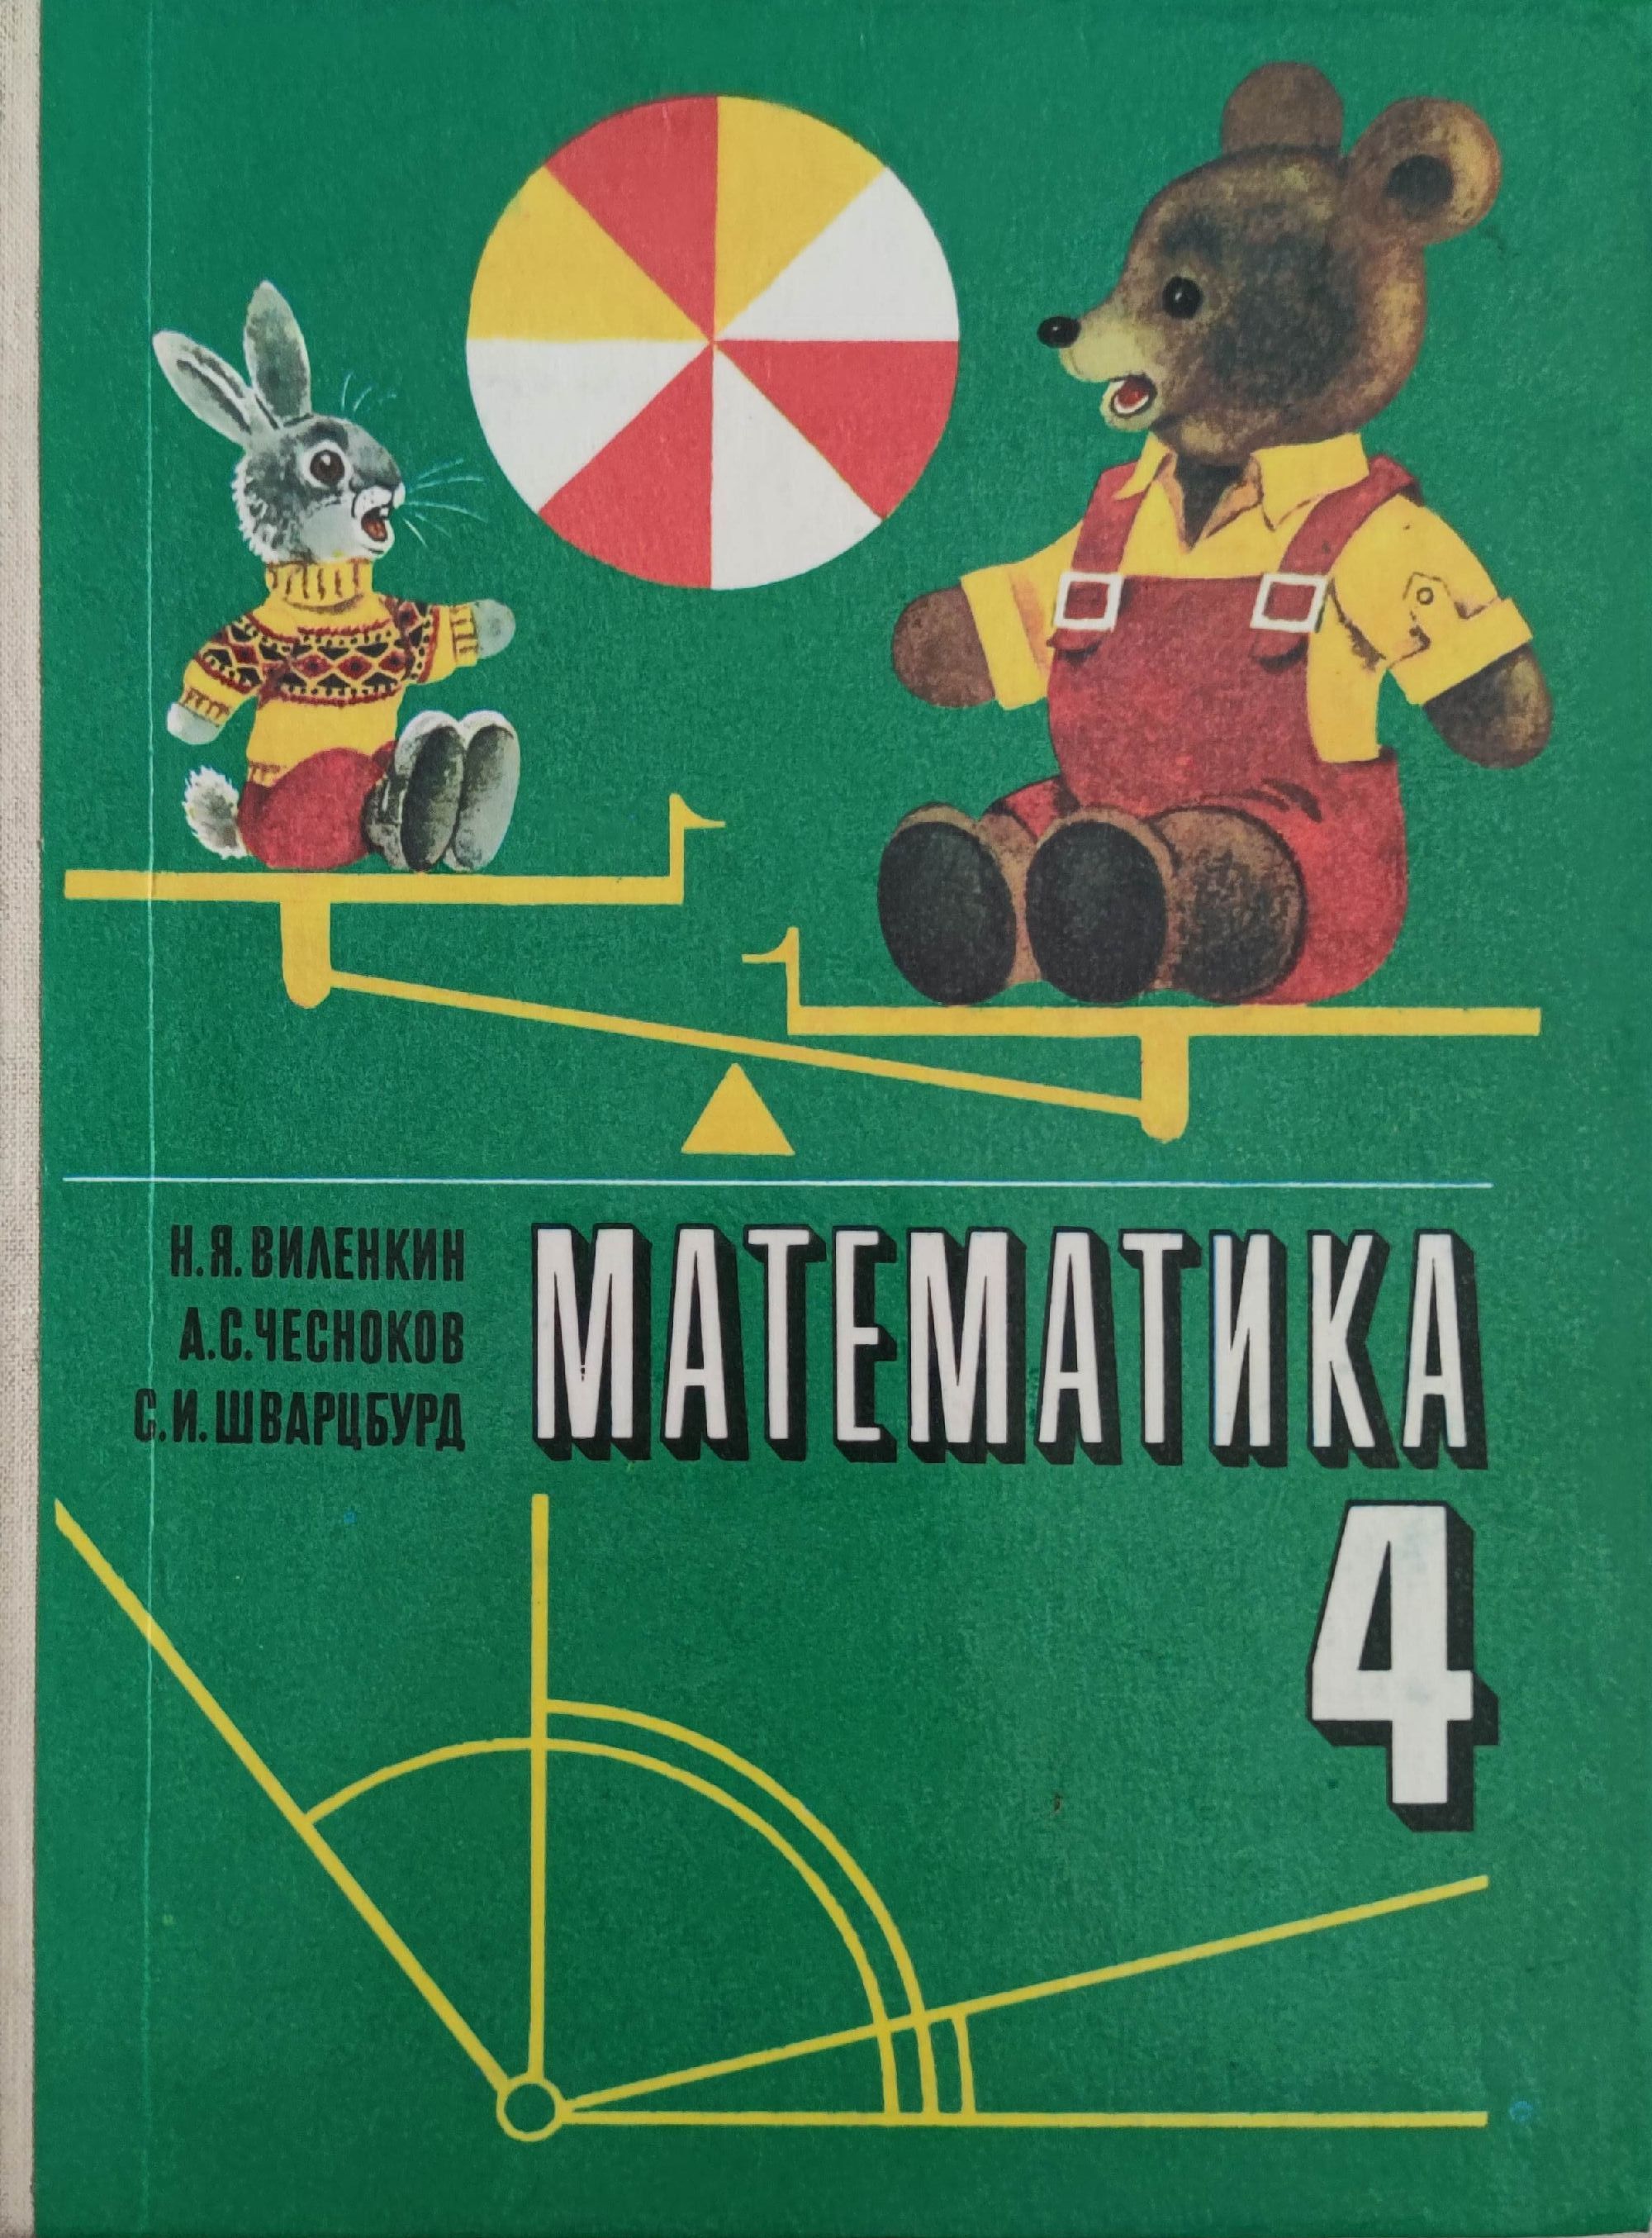 Н.Я.ВИЛЕНКИН
А.С.ЧЕСНОКОВ
С.И.ШВАРЦБУРД
МАТЕМАТИКА
4